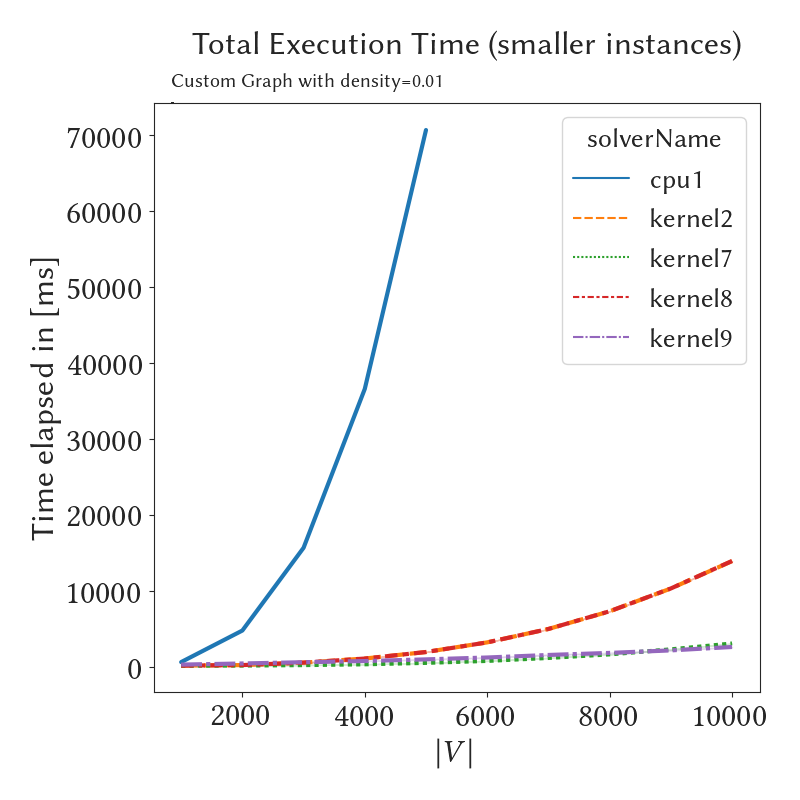 Total Execution Time (smaller instances)
Custom Graph with density=0.01
solverName
cpu1
kernel2
kernel7
kernel8
kernel9
Time elapsed in [ms]
70000
60000
50000
40000
30000
20000
10000
0
2000 4000 6000 8000 10000
|V|